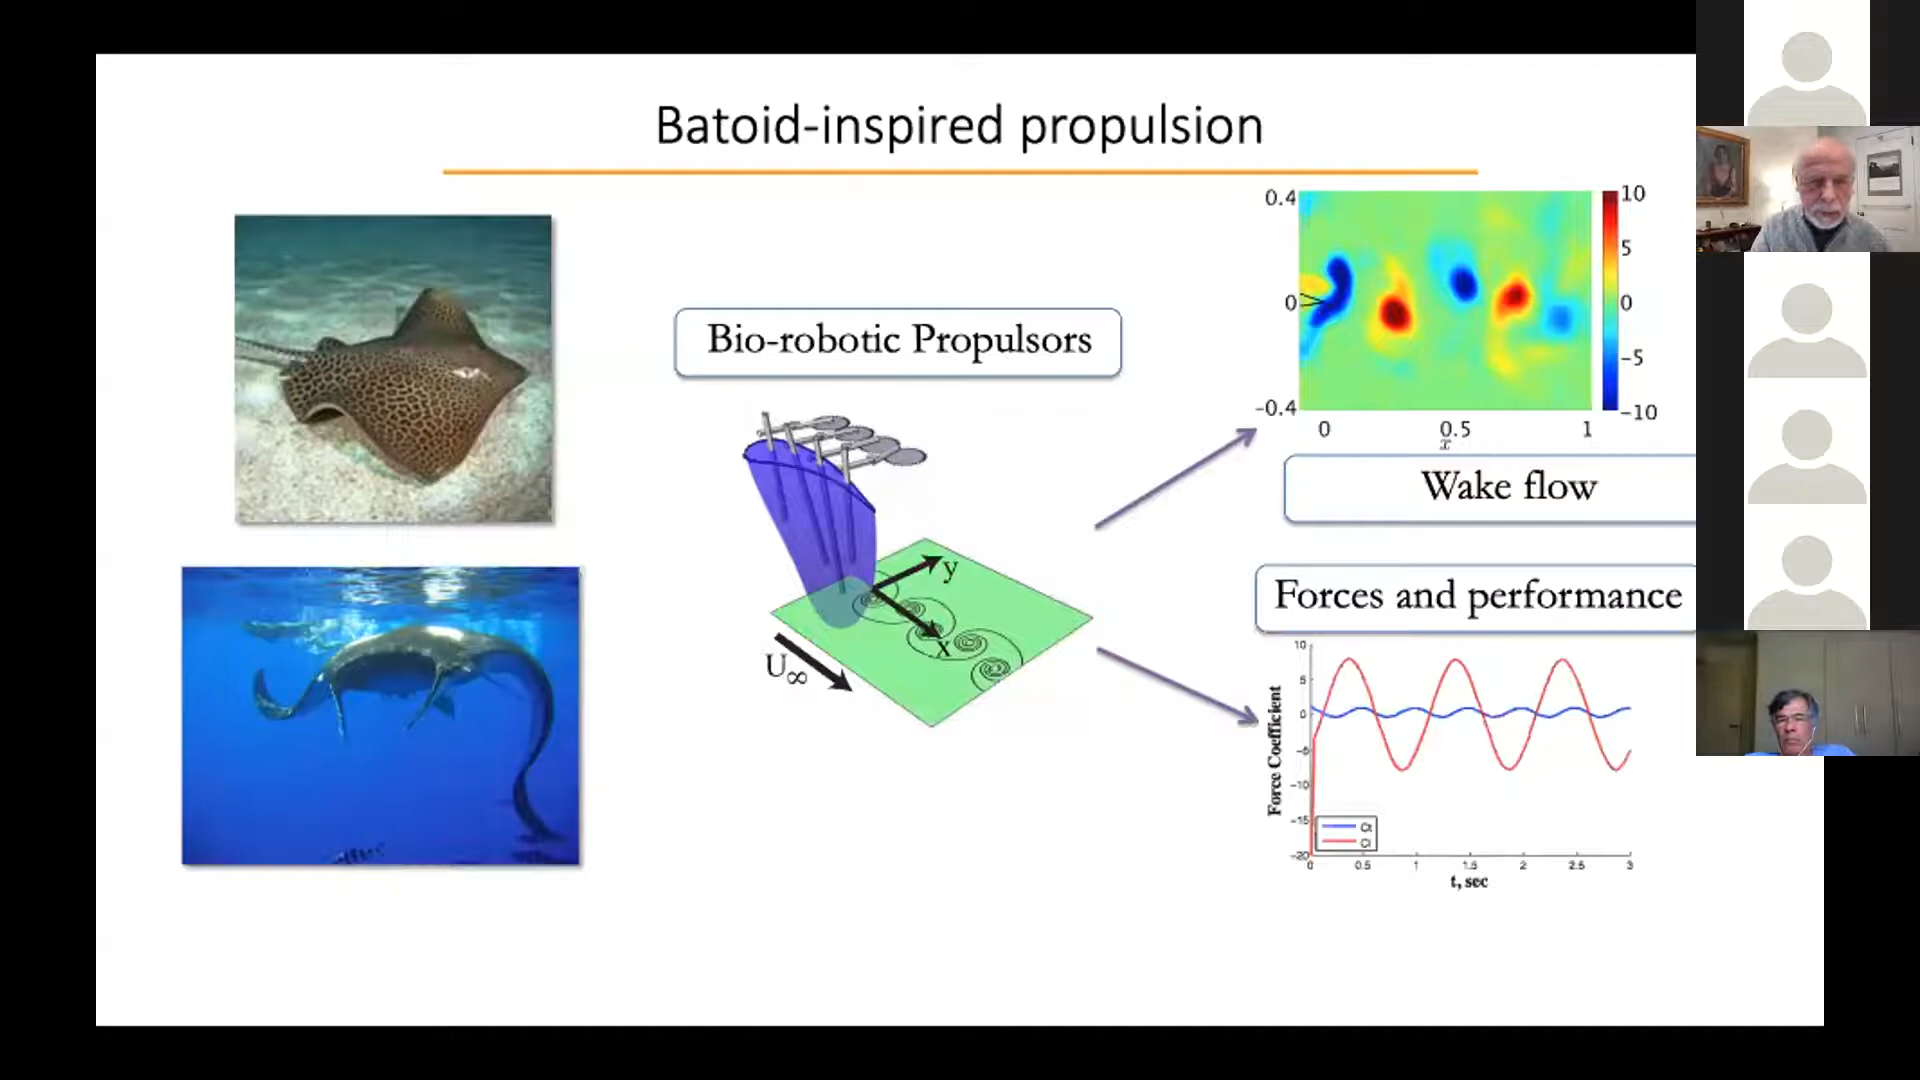 Batoid-inspired propulsion
Bio-robotic Propulsors
y
x
U∞
0.4
0
-0.4
0
0.5
1
x
10
5
0
−5
−10
Wake flow
Forces and performance
Force Coefficient
10
5
0
-5
-10
-15
-20
Ct
Cl
0
0.5
1
1.5
2
2.5
3
t, sec